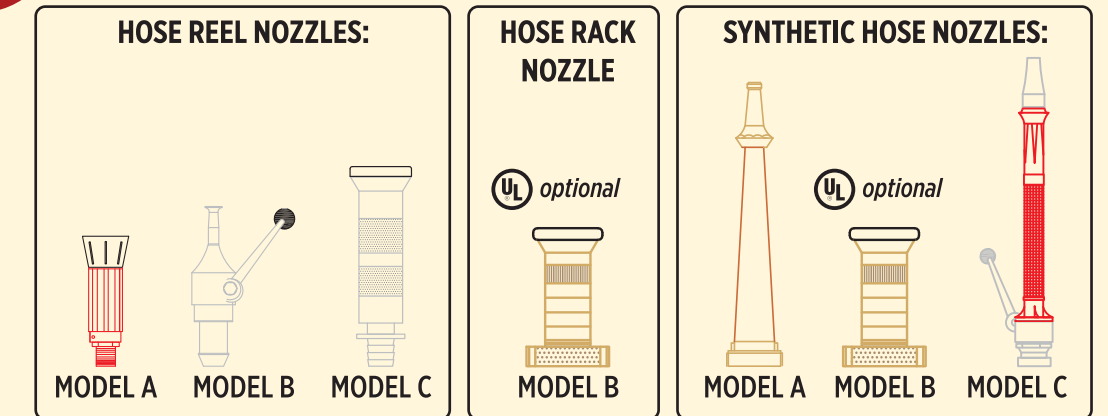 HOSE REEL NOZZLES:
MODEL A
MODEL B
MODEL C
HOSE RACK
NOZZLE
UL optional
MODEL B
SYNTHETIC HOSE NOZZLES:
UL optional
MODEL A
MODEL B
MODEL C